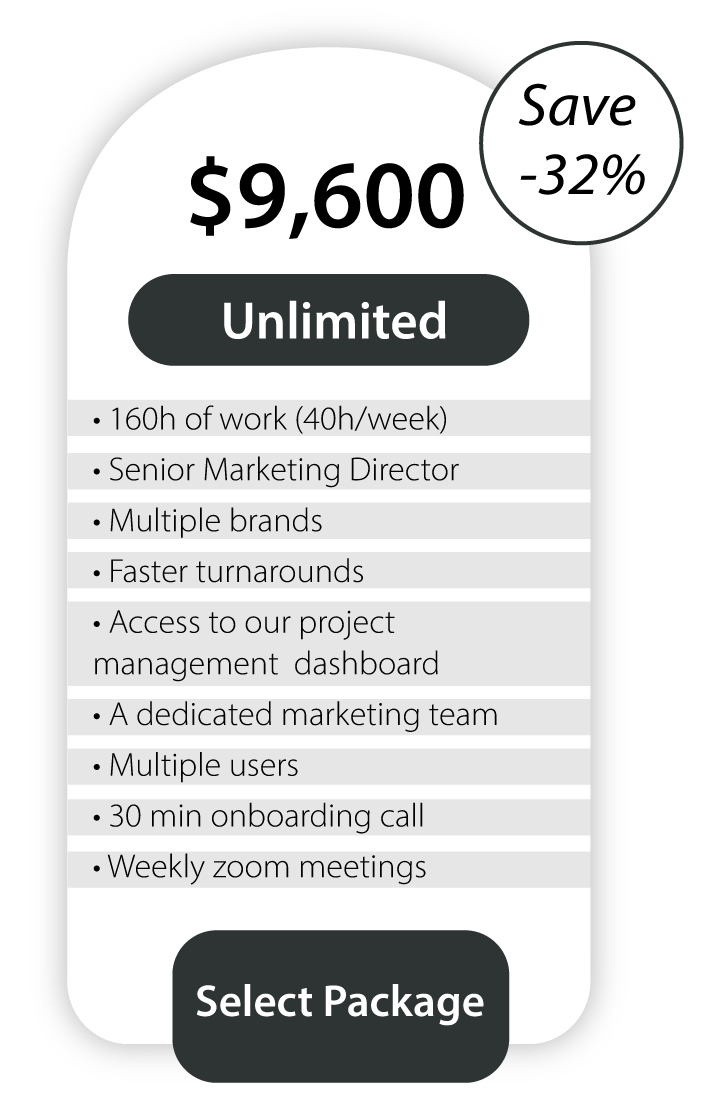 Save
-32%
$9,600
Unlimited
• 160h of work (40h/week)
• Senior Marketing Director
• Multiple brands
• Faster turnarounds
• Access to our project
management  dashboard
• A dedicated marketing team
• Multiple users
• 30 min onboarding call
• Weekly zoom meetings
Select Package